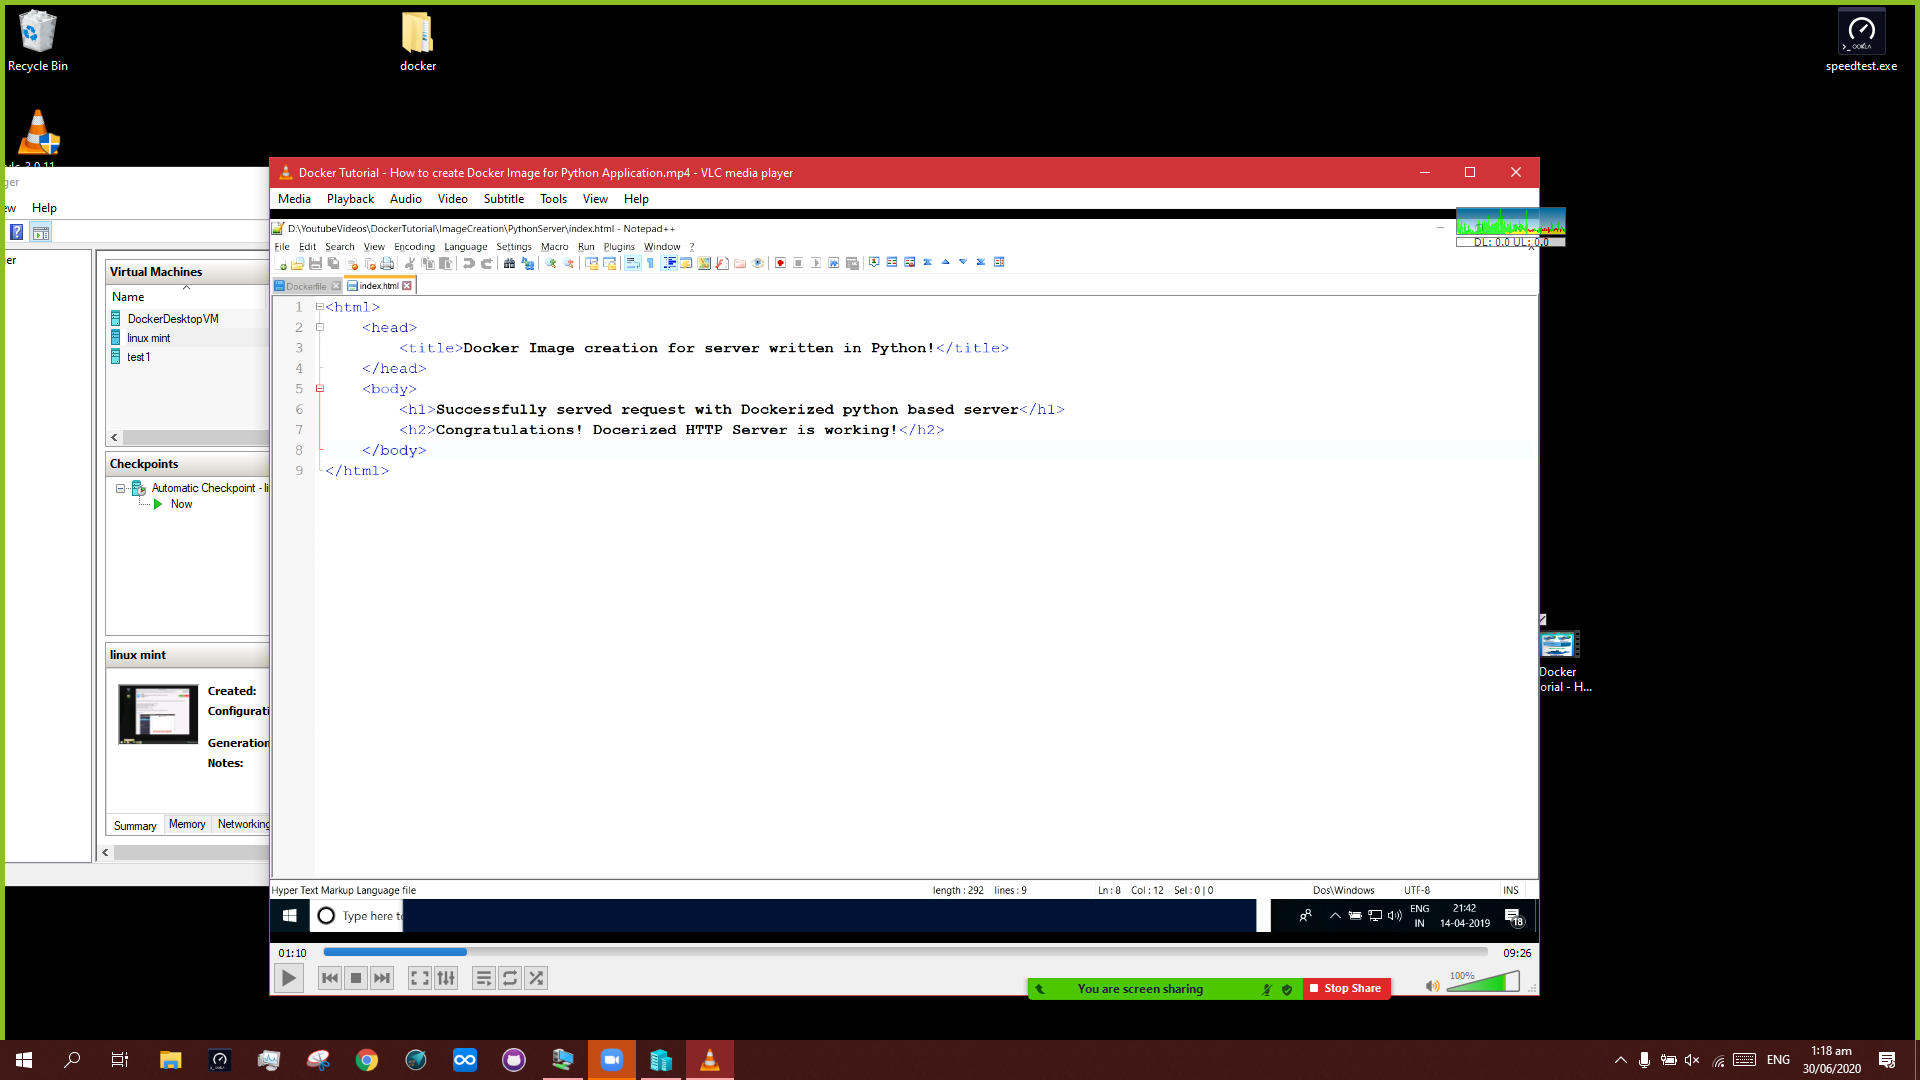 Recycle Bin
docker
speedtest.exe
Docker Tutorial - How to create Docker Image for Python Application.mp4 - VLC media player
Media Playback Audio Video Subtitle Tools View Help
ger
ew Help
er
D:\YoutubeVideos\DockerTutorial\ImageCreation\PythonServer\index.html - Notepad++
File Edit Search View Encoding Language Settings Macro Run Plugins Window ?
DL: 0.0 UL: 0.0
Dockerfile index.html
1 <html>
2 <head>
3 <title>Docker Image creation for server written in Python!</title>
4 </head>
5 <body>
6 <h1>Successfully served request with Dockerized python based server</h1>
7 <h2>Congratulations! Docerized HTTP Server is working!</h2>
8 </body>
9 </html>
Virtual Machines
Name
DockerDesktopVM
linux mint
test1
Checkpoints
Automatic Checkpoint - li
Now
linux mint
Created:
Configurati
Generation
Notes:
Summary Memory Networking
Docker
orial - H...
Hyper Text Markup Language file length : 292 lines : 9 Ln : 8 Col : 12 Sel : 0 | 0 Dos\Windows UTF-8 INS
Type here to
ENG
IN
21:42
14-04-2019
18
01:10 09:26
100%
You are screen sharing Stop Share
ENG
1:18 am
30/06/2020